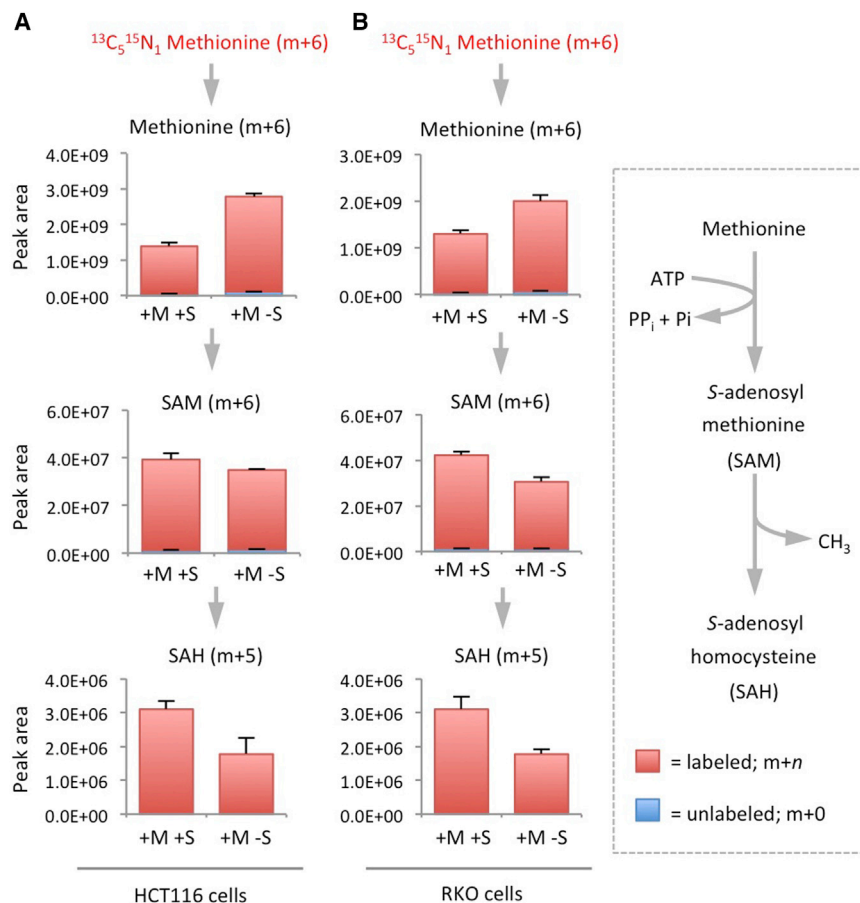 A
¹³C₅¹⁵N₁ Methionine (m+6)
Methionine (m+6)
Peak area
4.0E+09
3.0E+09
2.0E+09
1.0E+09
0.0E+00
+M +S +M -S
SAM (m+6)
Peak area
6.0E+07
4.0E+07
2.0E+07
0.0E+00
+M +S +M -S
SAH (m+5)
Peak area
4.0E+06
3.0E+06
2.0E+06
1.0E+06
0.0E+00
+M +S +M -S
HCT116 cells
B
¹³C₅¹⁵N₁ Methionine (m+6)
Methionine (m+6)
3.0E+09
2.0E+09
1.0E+09
0.0E+00
+M +S +M -S
SAM (m+6)
6.0E+07
4.0E+07
2.0E+07
0.0E+00
+M +S +M -S
SAH (m+5)
4.0E+06
3.0E+06
2.0E+06
1.0E+06
0.0E+00
+M +S +M -S
RKO cells
Methionine
ATP
PPᵢ + Pi
S-adenosyl
methionine
(SAM)
CH₃
S-adenosyl
homocysteine
(SAH)
= labeled; m+n
= unlabeled; m+0